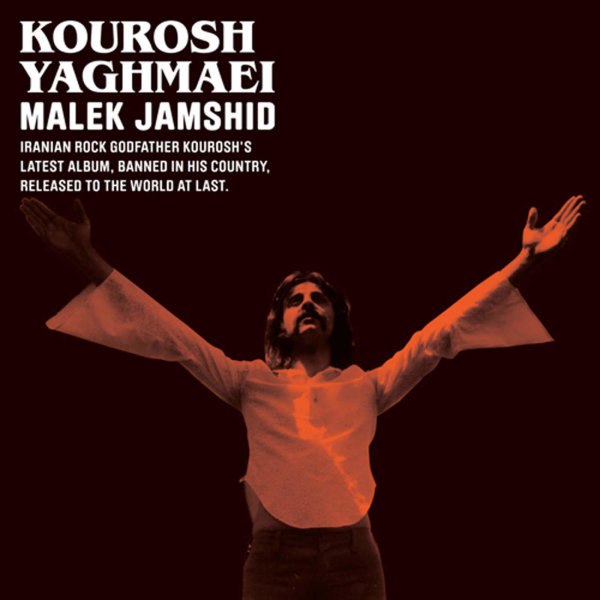 KOUROSH
YAGHMAEI
MALEK JAMSHID
IRANIAN ROCK GODFATHER KOUROSH'S
LATEST ALBUM, BANNED IN HIS COUNTRY,
RELEASED TO THE WORLD AT LAST.